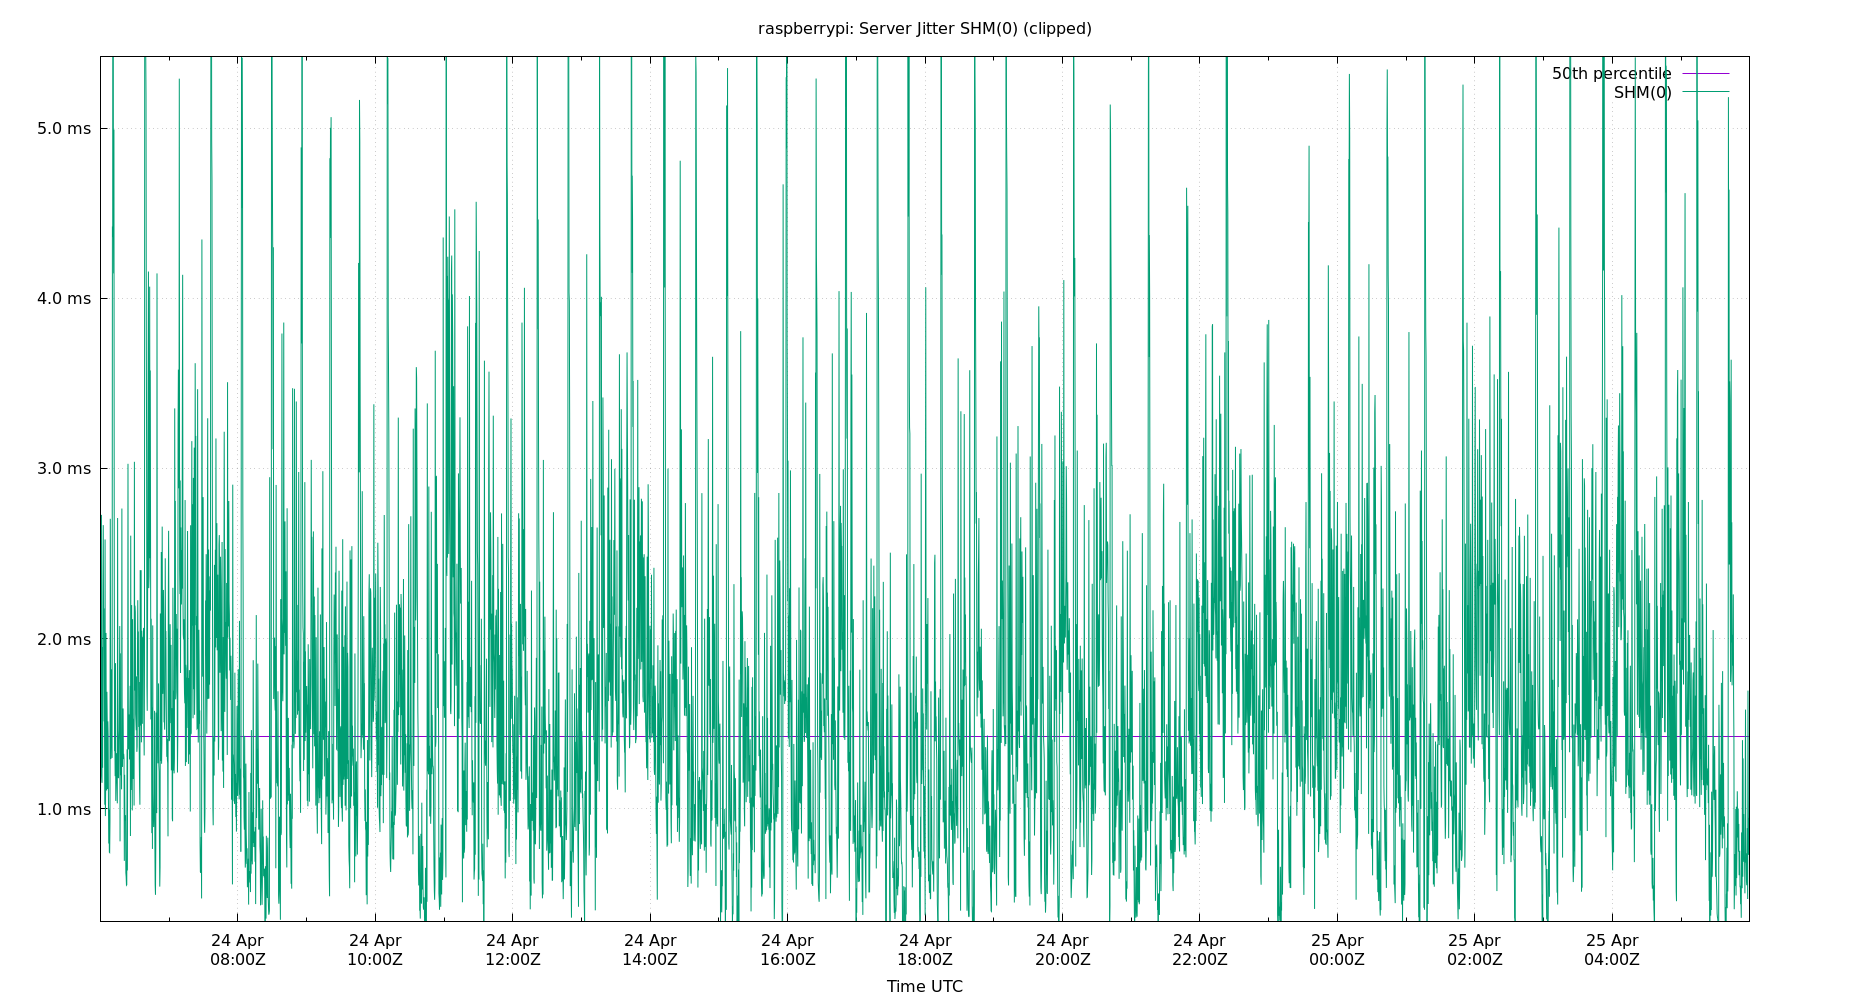 raspberrypi: Server Jitter SHM(0) (clipped)
50th percentile
SHM(0)
5.0 ms
4.0 ms
3.0 ms
2.0 ms
1.0 ms
24 Apr 24 Apr 24 Apr 24 Apr 24 Apr 24 Apr 24 Apr 24 Apr 25 Apr 25 Apr 25 Apr
08:00Z 10:00Z 12:00Z 14:00Z 16:00Z 18:00Z 20:00Z 22:00Z 00:00Z 02:00Z 04:00Z
Time UTC